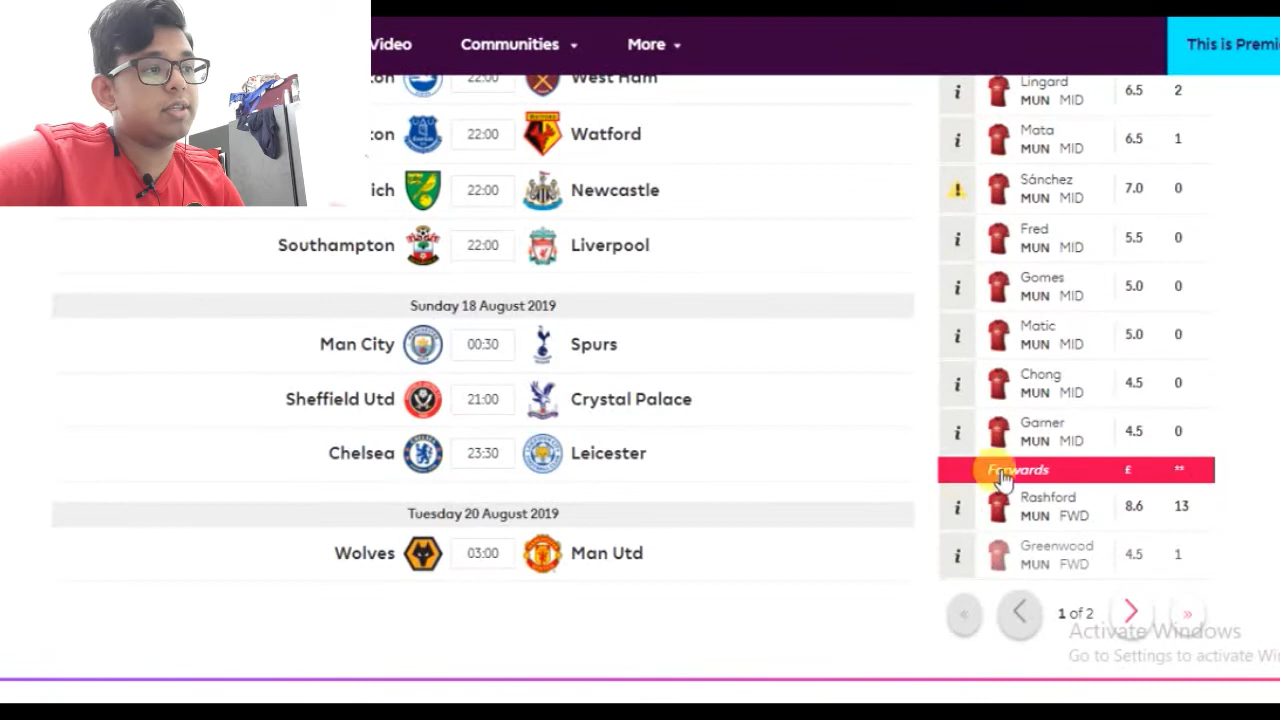 Video Communities More This is Premi
ton 22:00 West Ham
ton 22:00 Watford
ich 22:00 Newcastle
Southampton 22:00 Liverpool
Sunday 18 August 2019
Man City 00:30 Spurs
Sheffield Utd 21:00 Crystal Palace
Chelsea 23:30 Leicester
Tuesday 20 August 2019
Wolves 03:00 Man Utd
Lingard
MUN MID 6.5 2
Mata
MUN MID 6.5 1
Sánchez
MUN MID 7.0 0
Fred
MUN MID 5.5 0
Gomes
MUN MID 5.0 0
Matic
MUN MID 5.0 0
Chong
MUN MID 4.5 0
Garner
MUN MID 4.5 0
Forwards £ **
Rashford
MUN FWD 8.6 13
Greenwood
MUN FWD 4.5 1
1 of 2
Activate Windows
Go to Settings to activate Wi